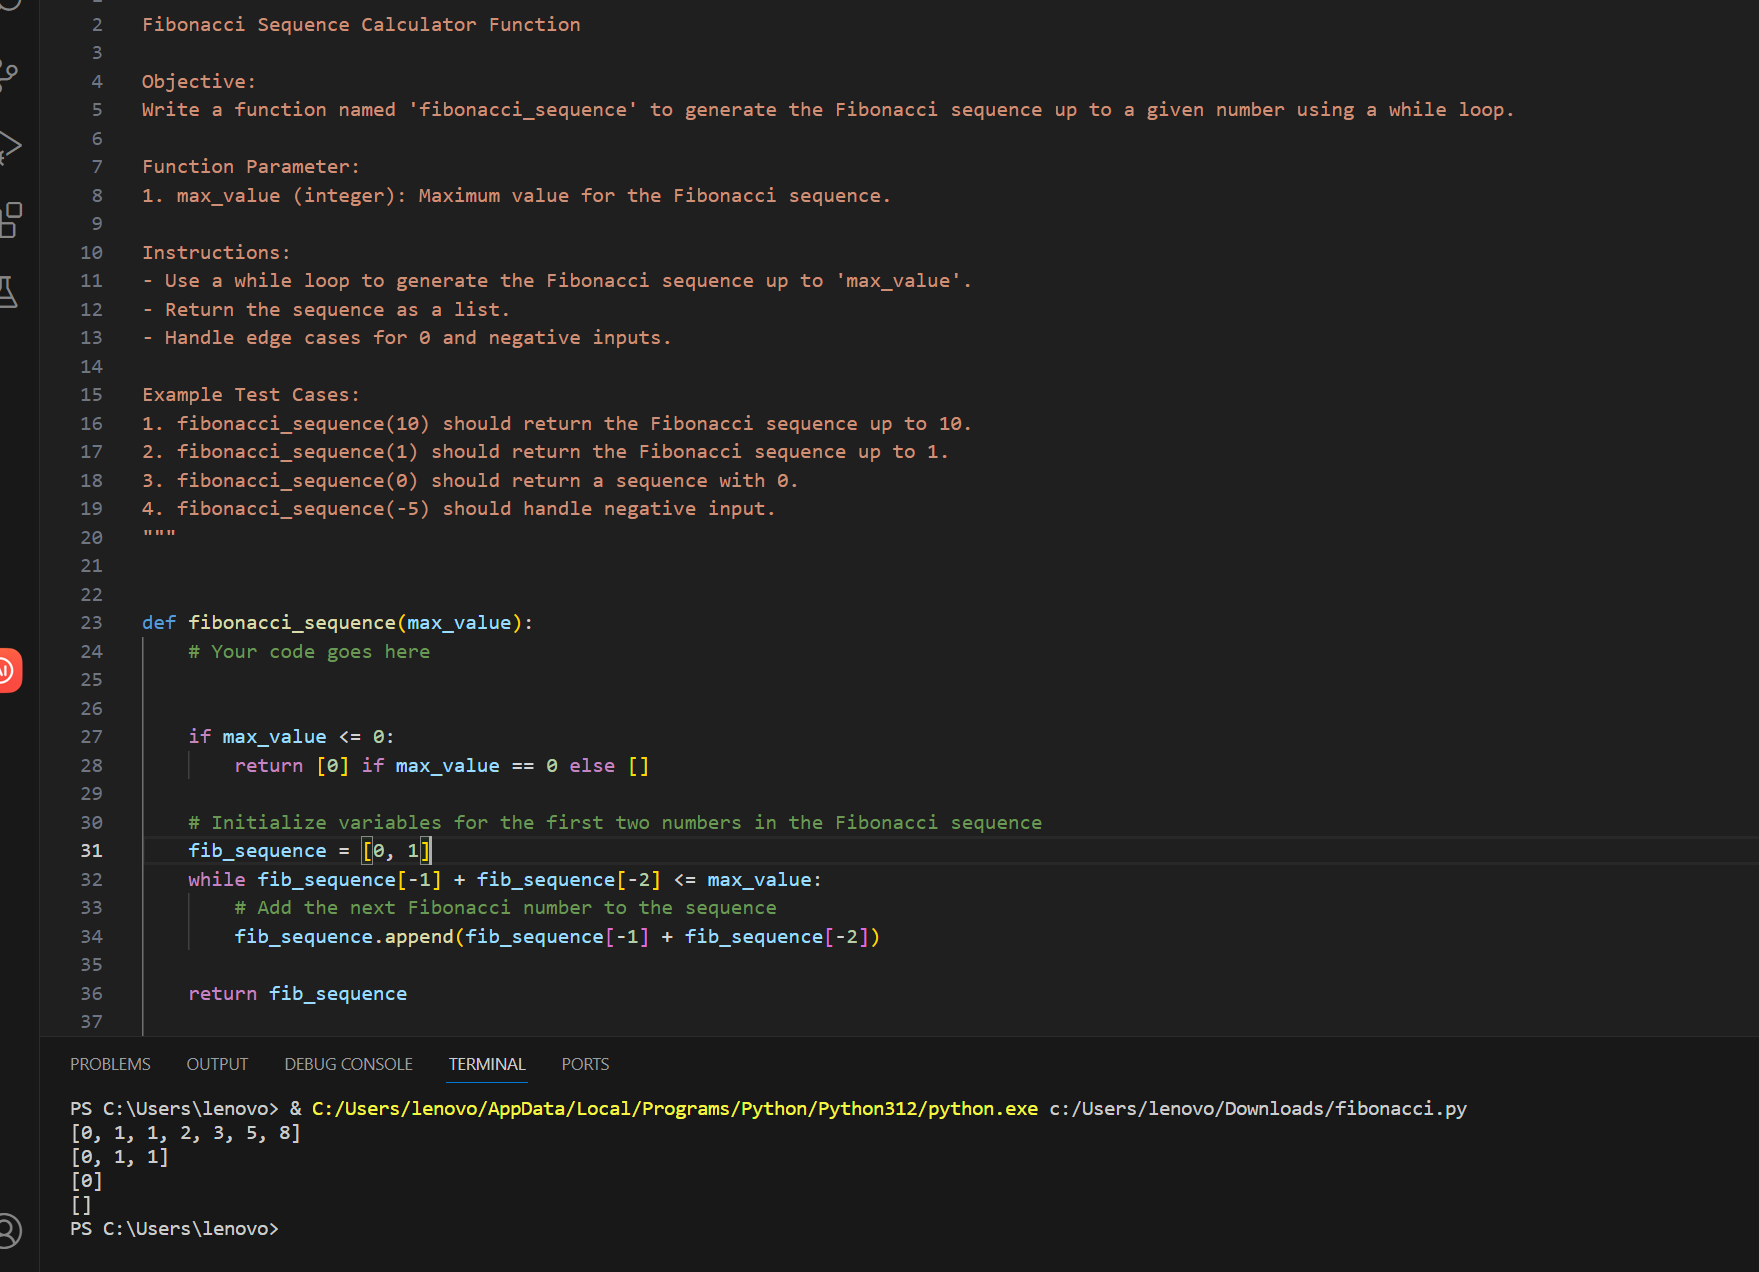 2 Fibonacci Sequence Calculator Function
3
4 Objective:
5 Write a function named 'fibonacci_sequence' to generate the Fibonacci sequence up to a given number using a while loop.
6
7 Function Parameter:
8 1. max_value (integer): Maximum value for the Fibonacci sequence.
9
10 Instructions:
11 - Use a while loop to generate the Fibonacci sequence up to 'max_value'.
12 - Return the sequence as a list.
13 - Handle edge cases for 0 and negative inputs.
14
15 Example Test Cases:
16 1. fibonacci_sequence(10) should return the Fibonacci sequence up to 10.
17 2. fibonacci_sequence(1) should return the Fibonacci sequence up to 1.
18 3. fibonacci_sequence(0) should return a sequence with 0.
19 4. fibonacci_sequence(-5) should handle negative input.
20 """
21
22
23 def fibonacci_sequence(max_value):
24     # Your code goes here
25
26
27     if max_value <= 0:
28         return [0] if max_value == 0 else []
29
30     # Initialize variables for the first two numbers in the Fibonacci sequence
31     fib_sequence = [0, 1]
32     while fib_sequence[-1] + fib_sequence[-2] <= max_value:
33         # Add the next Fibonacci number to the sequence
34         fib_sequence.append(fib_sequence[-1] + fib_sequence[-2])
35
36     return fib_sequence
37
PROBLEMS OUTPUT DEBUG CONSOLE TERMINAL PORTS
PS C:\Users\lenovo> & C:/Users/lenovo/AppData/Local/Programs/Python/Python312/python.exe c:/Users/lenovo/Downloads/fibonacci.py
[0, 1, 1, 2, 3, 5, 8]
[0, 1, 1]
[0]
[]
PS C:\Users\lenovo>